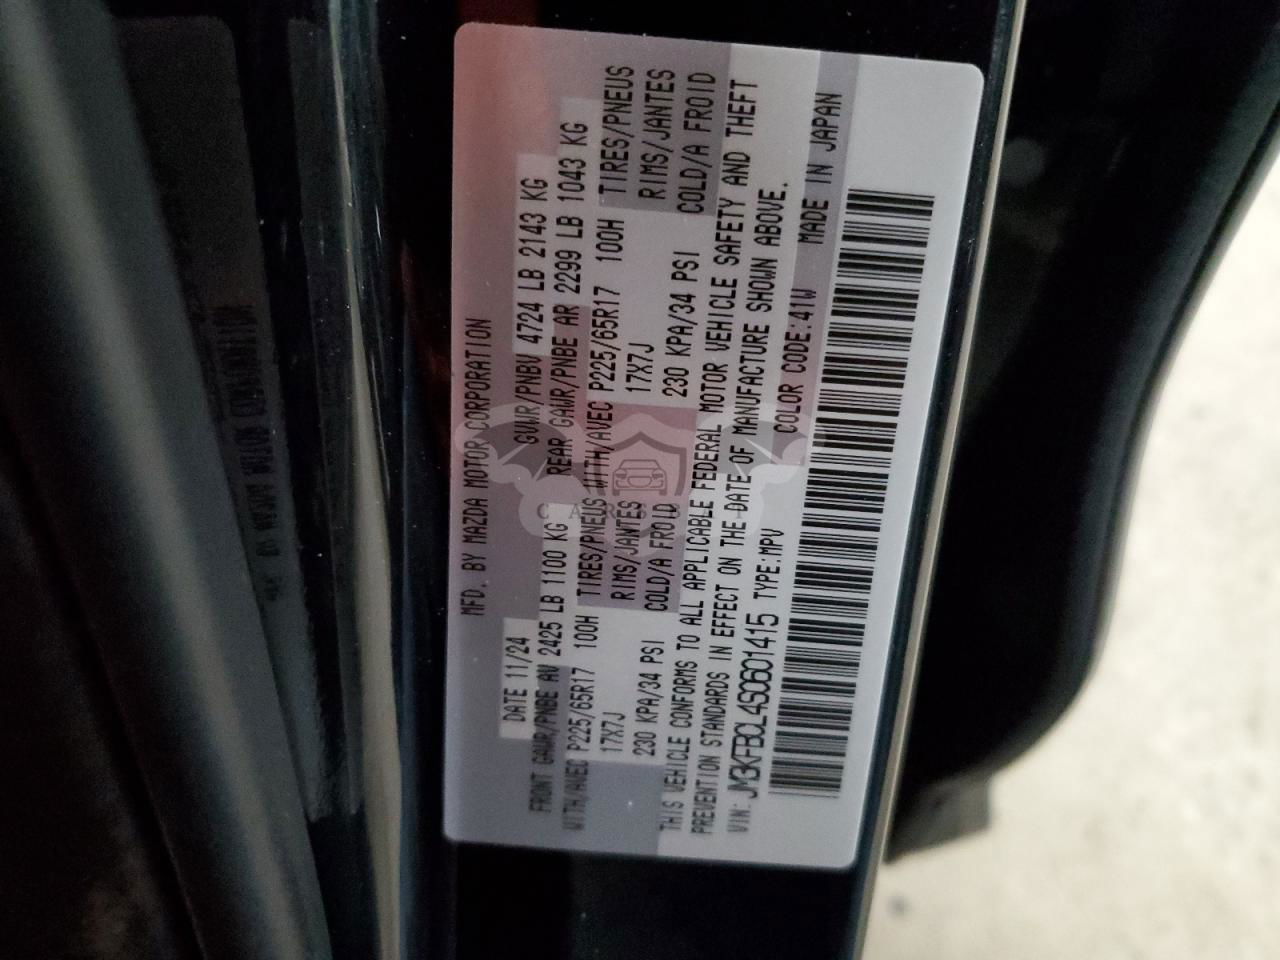 MFD. BY MAZDA MOTOR CORPORATION
DATE 11/24 GVWR/PNBV 4724 LB 2143 KG
FRONT GAWR/PNBE AV 2425 LB 1100 KG REAR GAWR/PNBE AR 2299 LB 1043 KG
WITH/AVEC P225/65R17 100H TIRES/PNEUS WITH/AVEC P225/65R17 100H TIRES/PNEUS
17X7J RIMS/JANTES 17X7J RIMS/JANTES
230 KPA/34 PSI COLD/A FROID 230 KPA/34 PSI COLD/A FROID
THIS VEHICLE CONFORMS TO ALL APPLICABLE FEDERAL MOTOR VEHICLE SAFETY AND THEFT
PREVENTION STANDARDS IN EFFECT ON THE DATE OF MANUFACTURE SHOWN ABOVE.
VIN: JM3KFBCL4S0601415 TYPE:MPV COLOR CODE:41W MADE IN JAPAN